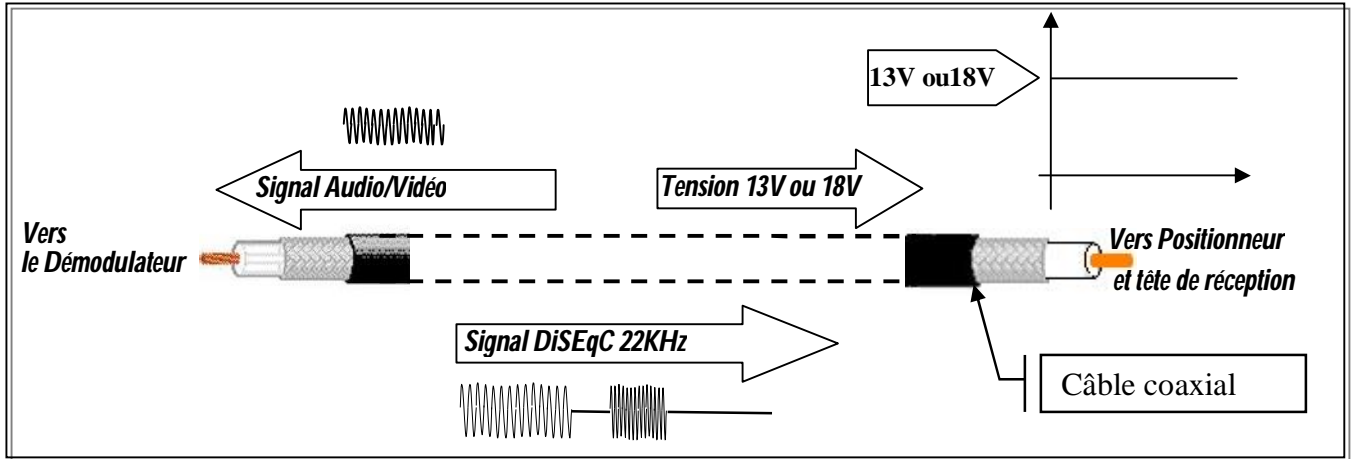 13V ou18V
Signal Audio/Vidéo
Tension 13V ou 18V
Vers
le Démodulateur
Vers Positionneur
et tête de réception
Signal DiSEqC 22KHz
Câble coaxial